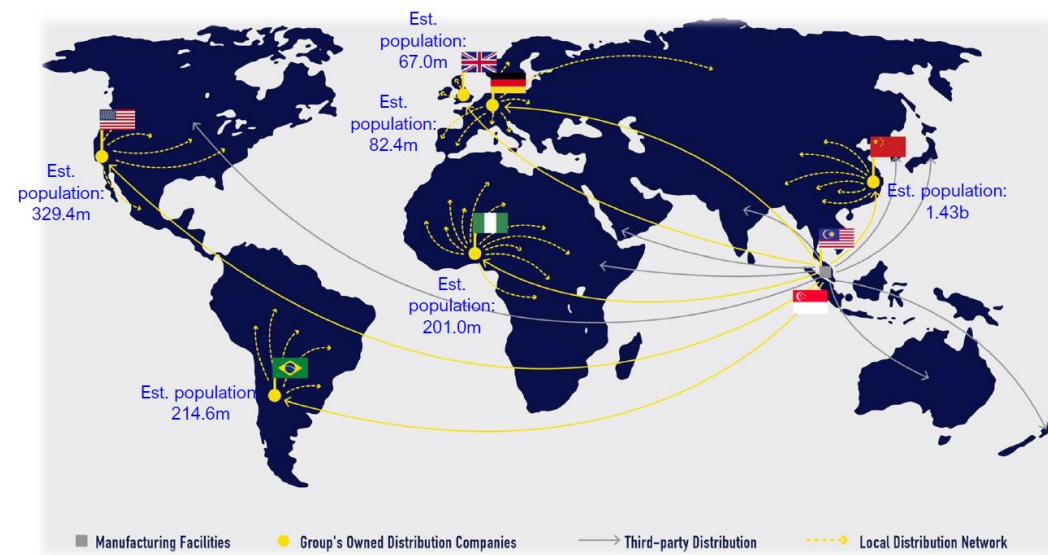 Est.
population:
67.0m
Est.
population:
82.4m
Est.
population:
329.4m
Est. population:
1.43b
Est.
population:
201.0m
Est. population
214.6m
Manufacturing Facilities
Group's Owned Distribution Companies
Third-party Distribution
Local Distribution Network